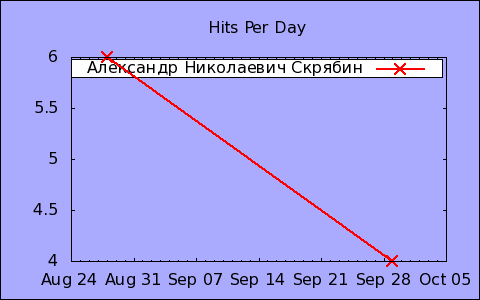 Hits Per Day
6
Александр Николаевич Скрябин
5.5
5
4.5
4
Aug 24 Aug 31 Sep 07 Sep 14 Sep 21 Sep 28 Oct 05